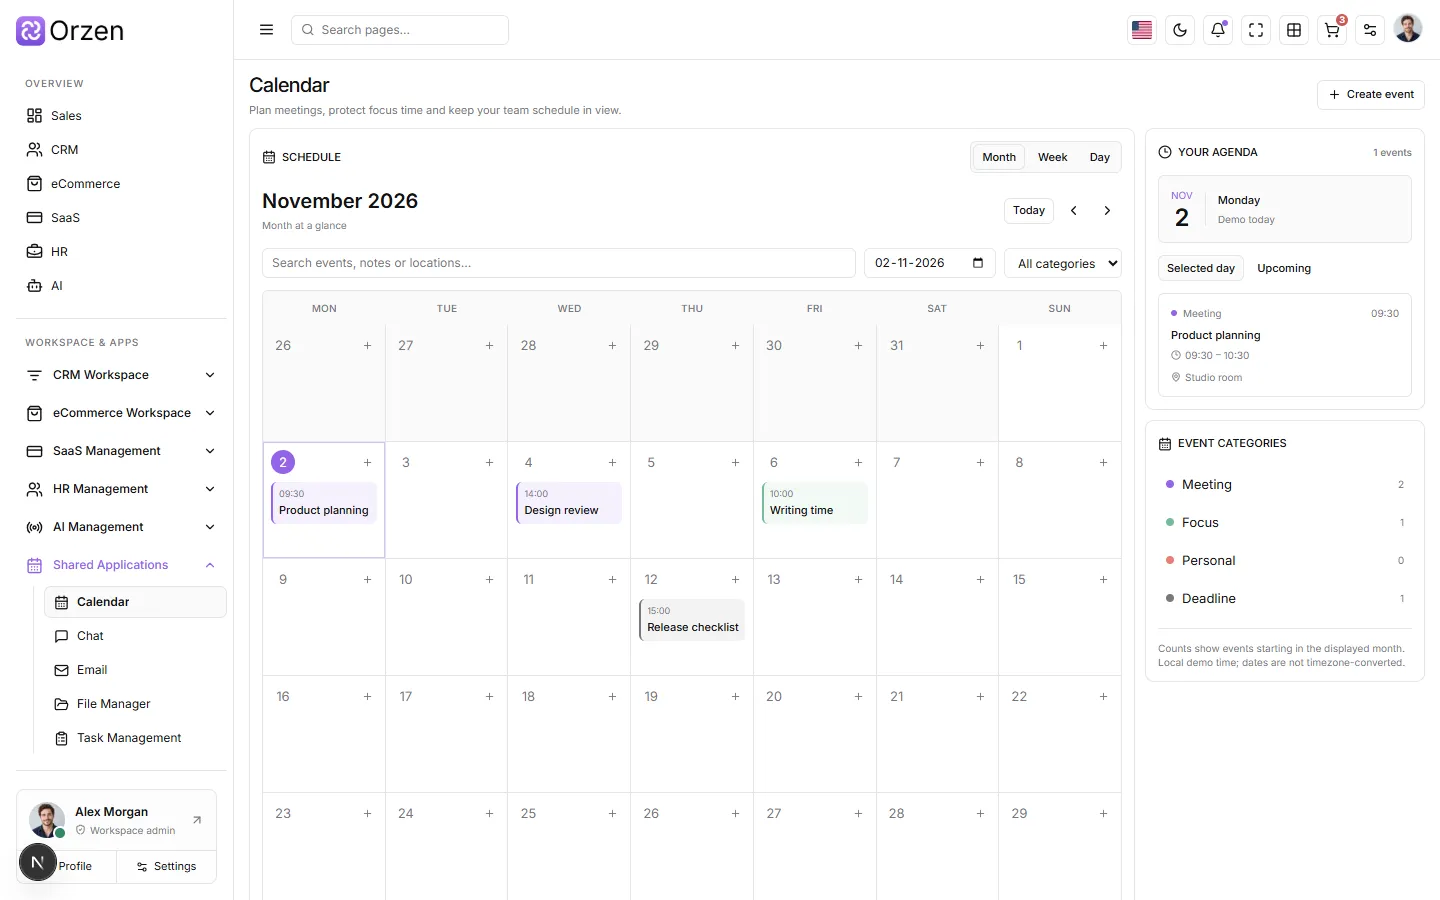 Orzen
Search pages...
3
OVERVIEW
Sales
CRM
eCommerce
SaaS
HR
AI
WORKSPACE & APPS
CRM Workspace
eCommerce Workspace
SaaS Management
HR Management
AI Management
Shared Applications
Calendar
Chat
Email
File Manager
Task Management
Alex Morgan
Workspace admin
N
Profile
Settings
Calendar
Plan meetings, protect focus time and keep your team schedule in view.
+ Create event
SCHEDULE
Month Week Day
November 2026
Month at a glance
Today
Search events, notes or locations...
02-11-2026
All categories
MON TUE WED THU FRI SAT SUN
26 + 27 + 28 + 29 + 30 + 31 + 1 +
2 + 3 + 4 + 5 + 6 + 7 + 8 +
09:30 14:00 10:00
Product planning Design review Writing time
9 + 10 + 11 + 12 + 13 + 14 + 15 +
15:00
Release checklist
16 + 17 + 18 + 19 + 20 + 21 + 22 +
23 + 24 + 25 + 26 + 27 + 28 + 29 +
YOUR AGENDA
1 events
NOV
2
Monday
Demo today
Selected day Upcoming
Meeting 09:30
Product planning
09:30 – 10:30
Studio room
EVENT CATEGORIES
Meeting 2
Focus 1
Personal 0
Deadline 1
Counts show events starting in the displayed month.
Local demo time; dates are not timezone-converted.